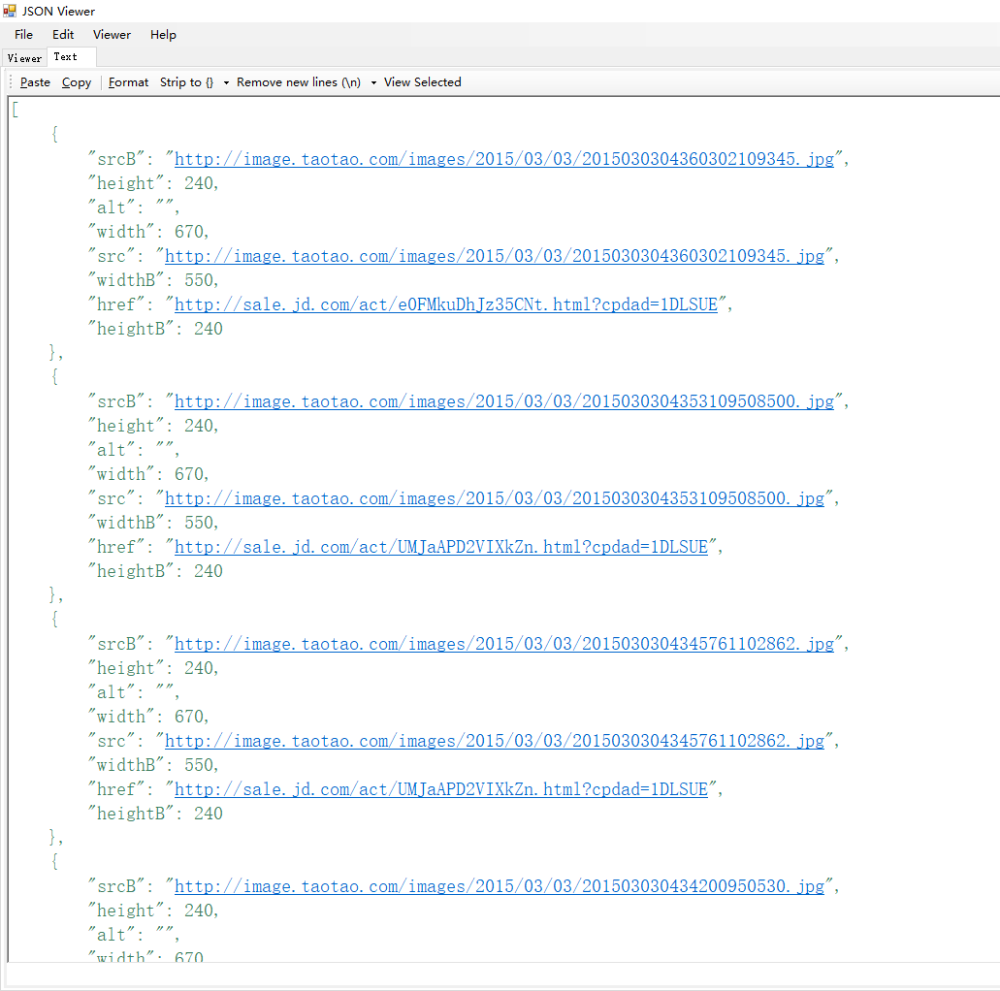 JSON Viewer
File Edit Viewer Help
Viewer Text
Paste Copy Format Strip to {} Remove new lines (\n) View Selected
[
    {
        "srcB": "http://image.taotao.com/images/2015/03/03/2015030304360302109345.jpg",
        "height": 240,
        "alt": "",
        "width": 670,
        "src": "http://image.taotao.com/images/2015/03/03/2015030304360302109345.jpg",
        "widthB": 550,
        "href": "http://sale.jd.com/act/e0FMkuDhJz35CNt.html?cpdad=1DLSUE",
        "heightB": 240
    },
    {
        "srcB": "http://image.taotao.com/images/2015/03/03/2015030304353109508500.jpg",
        "height": 240,
        "alt": "",
        "width": 670,
        "src": "http://image.taotao.com/images/2015/03/03/2015030304353109508500.jpg",
        "widthB": 550,
        "href": "http://sale.jd.com/act/UMJaAPD2VIXkZn.html?cpdad=1DLSUE",
        "heightB": 240
    },
    {
        "srcB": "http://image.taotao.com/images/2015/03/03/2015030304345761102862.jpg",
        "height": 240,
        "alt": "",
        "width": 670,
        "src": "http://image.taotao.com/images/2015/03/03/2015030304345761102862.jpg",
        "widthB": 550,
        "href": "http://sale.jd.com/act/UMJaAPD2VIXkZn.html?cpdad=1DLSUE",
        "heightB": 240
    },
    {
        "srcB": "http://image.taotao.com/images/2015/03/03/201503030434200950530.jpg",
        "height": 240,
        "alt": "",
        "width": 670